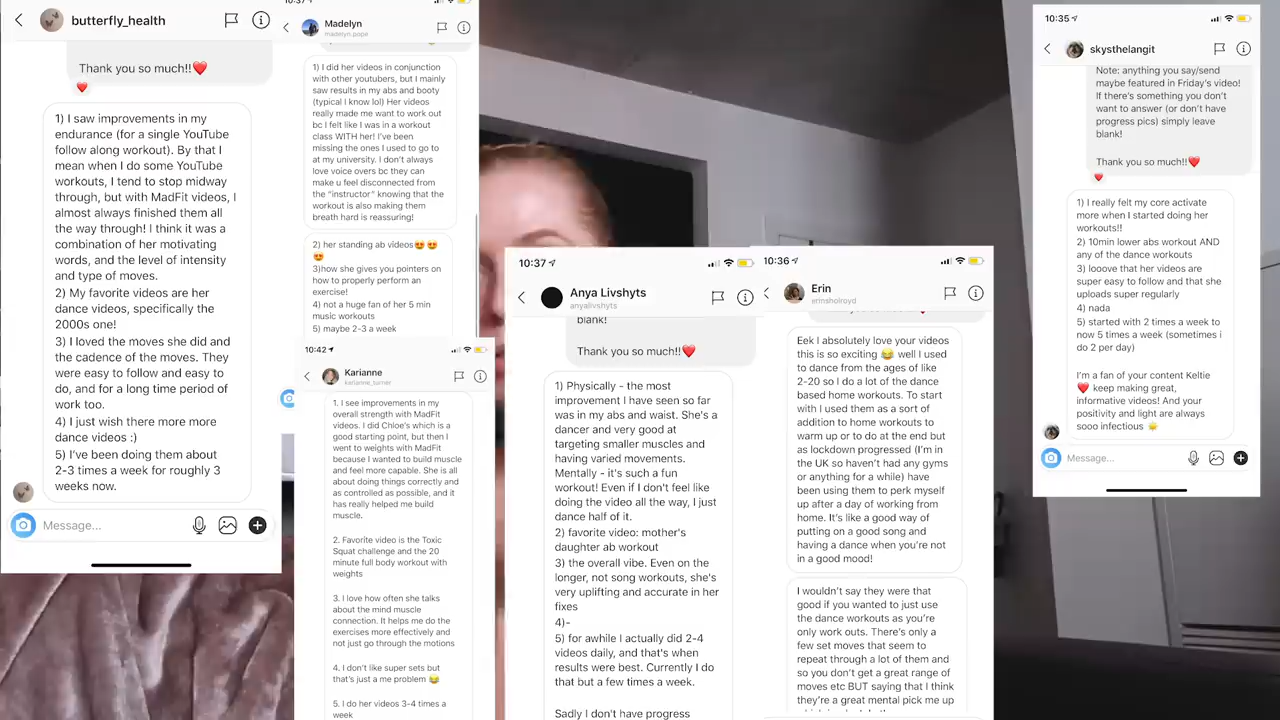 butterfly_health
Thank you so much!!❤️
❤️
1) I saw improvements in my
endurance (for a single YouTube
follow along workout). By that I
mean when I do some YouTube
workouts, I tend to stop midway
through, but with MadFit videos, I
almost always finished them all
the way through! I think it was a
combination of her motivating
words, and the level of intensity
and type of moves.
2) My favorite videos are her
dance videos, specifically the
2000s one!
3) I loved the moves she did and
the cadence of the moves. They
were easy to follow and easy to
do, and for a long time period of
work too.
4) I just wish there more more
dance videos :)
5) I've been doing them about
2-3 times a week for roughly 3
weeks now.
Message...
Madelyn
madelyn.pape
1) I did her videos in conjunction
with other youtubers, but I mainly
saw results in my abs and booty
(typical I know lol) Her videos
really made me want to work out
bc I felt like I was in a workout
class WITH her! I've been
missing the ones I used to go to
at my university. I don't always
love voice overs bc they can
make u feel disconnected from
the "instructor" knowing that the
workout is also making them
breath hard is reassuring!
2) her standing ab videos😍😍
😍
3)how she gives you pointers on
how to properly perform an
exercise!
4) not a huge fan of her 5 min
music workouts
5) maybe 2-3 a week
10:42
Karianne
karianne_turner
1. I see improvements in my
overall strength with MadFit
videos. I did Chloe's which is a
good starting point, but then I
went to weights with MadFit
because I wanted to build muscle
and feel more capable. She is all
about doing things correctly and
as controlled as possible, and it
has really helped me build
muscle.
2. Favorite video is the Toxic
Squat challenge and the 20
minute full body workout with
weights
3. I love how often she talks
about the mind muscle
connection. It helps me do the
exercises more effectively and
not just go through the motions
4. I don't like super sets but
that's just a me problem 😂
5. I do her videos 3-4 times a
week
10:37
Anya Livshyts
anyalivshyts
blank!
Thank you so much!!❤️
1) Physically - the most
improvement I have seen so far
was in my abs and waist. She's a
dancer and very good at
targeting smaller muscles and
having varied movements.
Mentally - it's such a fun
workout! Even if I don't feel like
doing the video all the way, I just
dance half of it.
2) favorite video: mother's
daughter ab workout
3) the overall vibe. Even on the
longer, not song workouts, she's
very uplifting and accurate in her
fixes
4)-
5) for awhile I actually did 2-4
videos daily, and that's when
results were best. Currently I do
that but a few times a week.
Sadly I don't have progress
10:36
Erin
erinsholroyd
Eek I absolutely love your videos
this is so exciting 😂 well I used
to dance from the ages of like
2-20 so I do a lot of the dance
based home workouts. To start
with I used them as a sort of
addition to home workouts to
warm up or to do at the end but
as lockdown progressed (I'm in
the UK so haven't had any gyms
or anything for a while) have
been using them to perk myself
up after a day of working from
home. It's like a good way of
putting on a good song and
having a dance when you're not
in a good mood!
I wouldn't say they were that
good if you wanted to just use
the dance workouts as you're
only work outs. There's only a
few set moves that seem to
repeat through a lot of them and
so you don't get a great range of
moves etc BUT saying that I think
they're a great mental pick me up
10:35
skysthelangit
Note: anything you say/send
maybe featured in Friday's video!
If there's something you don't
want to answer (or don't have
progress pics) simply leave
blank!
Thank you so much!!❤️
❤️
1) I really felt my core activate
more when I started doing her
workouts!!
2) 10min lower abs workout AND
any of the dance workouts
3) looove that her videos are
super easy to follow and that she
uploads super regularly
4) nada
5) started with 2 times a week to
now 5 times a week (sometimes i
do 2 per day)
I'm a fan of your content Keltie
❤️ keep making great,
informative videos! And your
positivity and light are always
sooo infectious ☀️
Message...